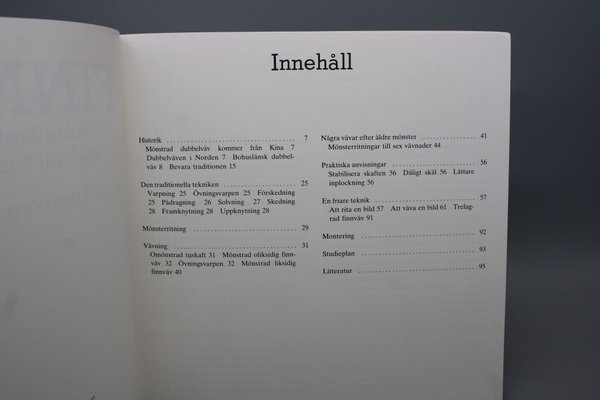 FINN
Innehåll
Historik 7
Mönstrad dubbelväv kommer från Kina 7
Dubbelväven i Norden 7 Bohuslänsk dubbel-
väv 8 Bevara traditionen 15
Den traditionella tekniken 25
Varpning 25 Övningsvarpen 25 Förskedning
25 Pådragning 26 Solvning 27 Skedning
28 Framknytning 28 Uppknytning 28
Mönsterritning 29
Vävning 31
Omönstrad tuskaft 31 Mönstrad oliksidig finn-
väv 32 Övningsvarpen 32 Mönstrad liksidig
finnväv 40
Några vävar efter äldre mönster 41
Mönsterritningar till sex vävnader 44
Praktiska anvisningar 56
Stabilisera skaften 56 Dåligt skäl 56 Lättare
inplockning 56
En friare teknik 57
Att rita en bild 57 Att väva en bild 61 Trelag-
rad finnväv 91
Montering 92
Studieplan 93
Litteratur 95